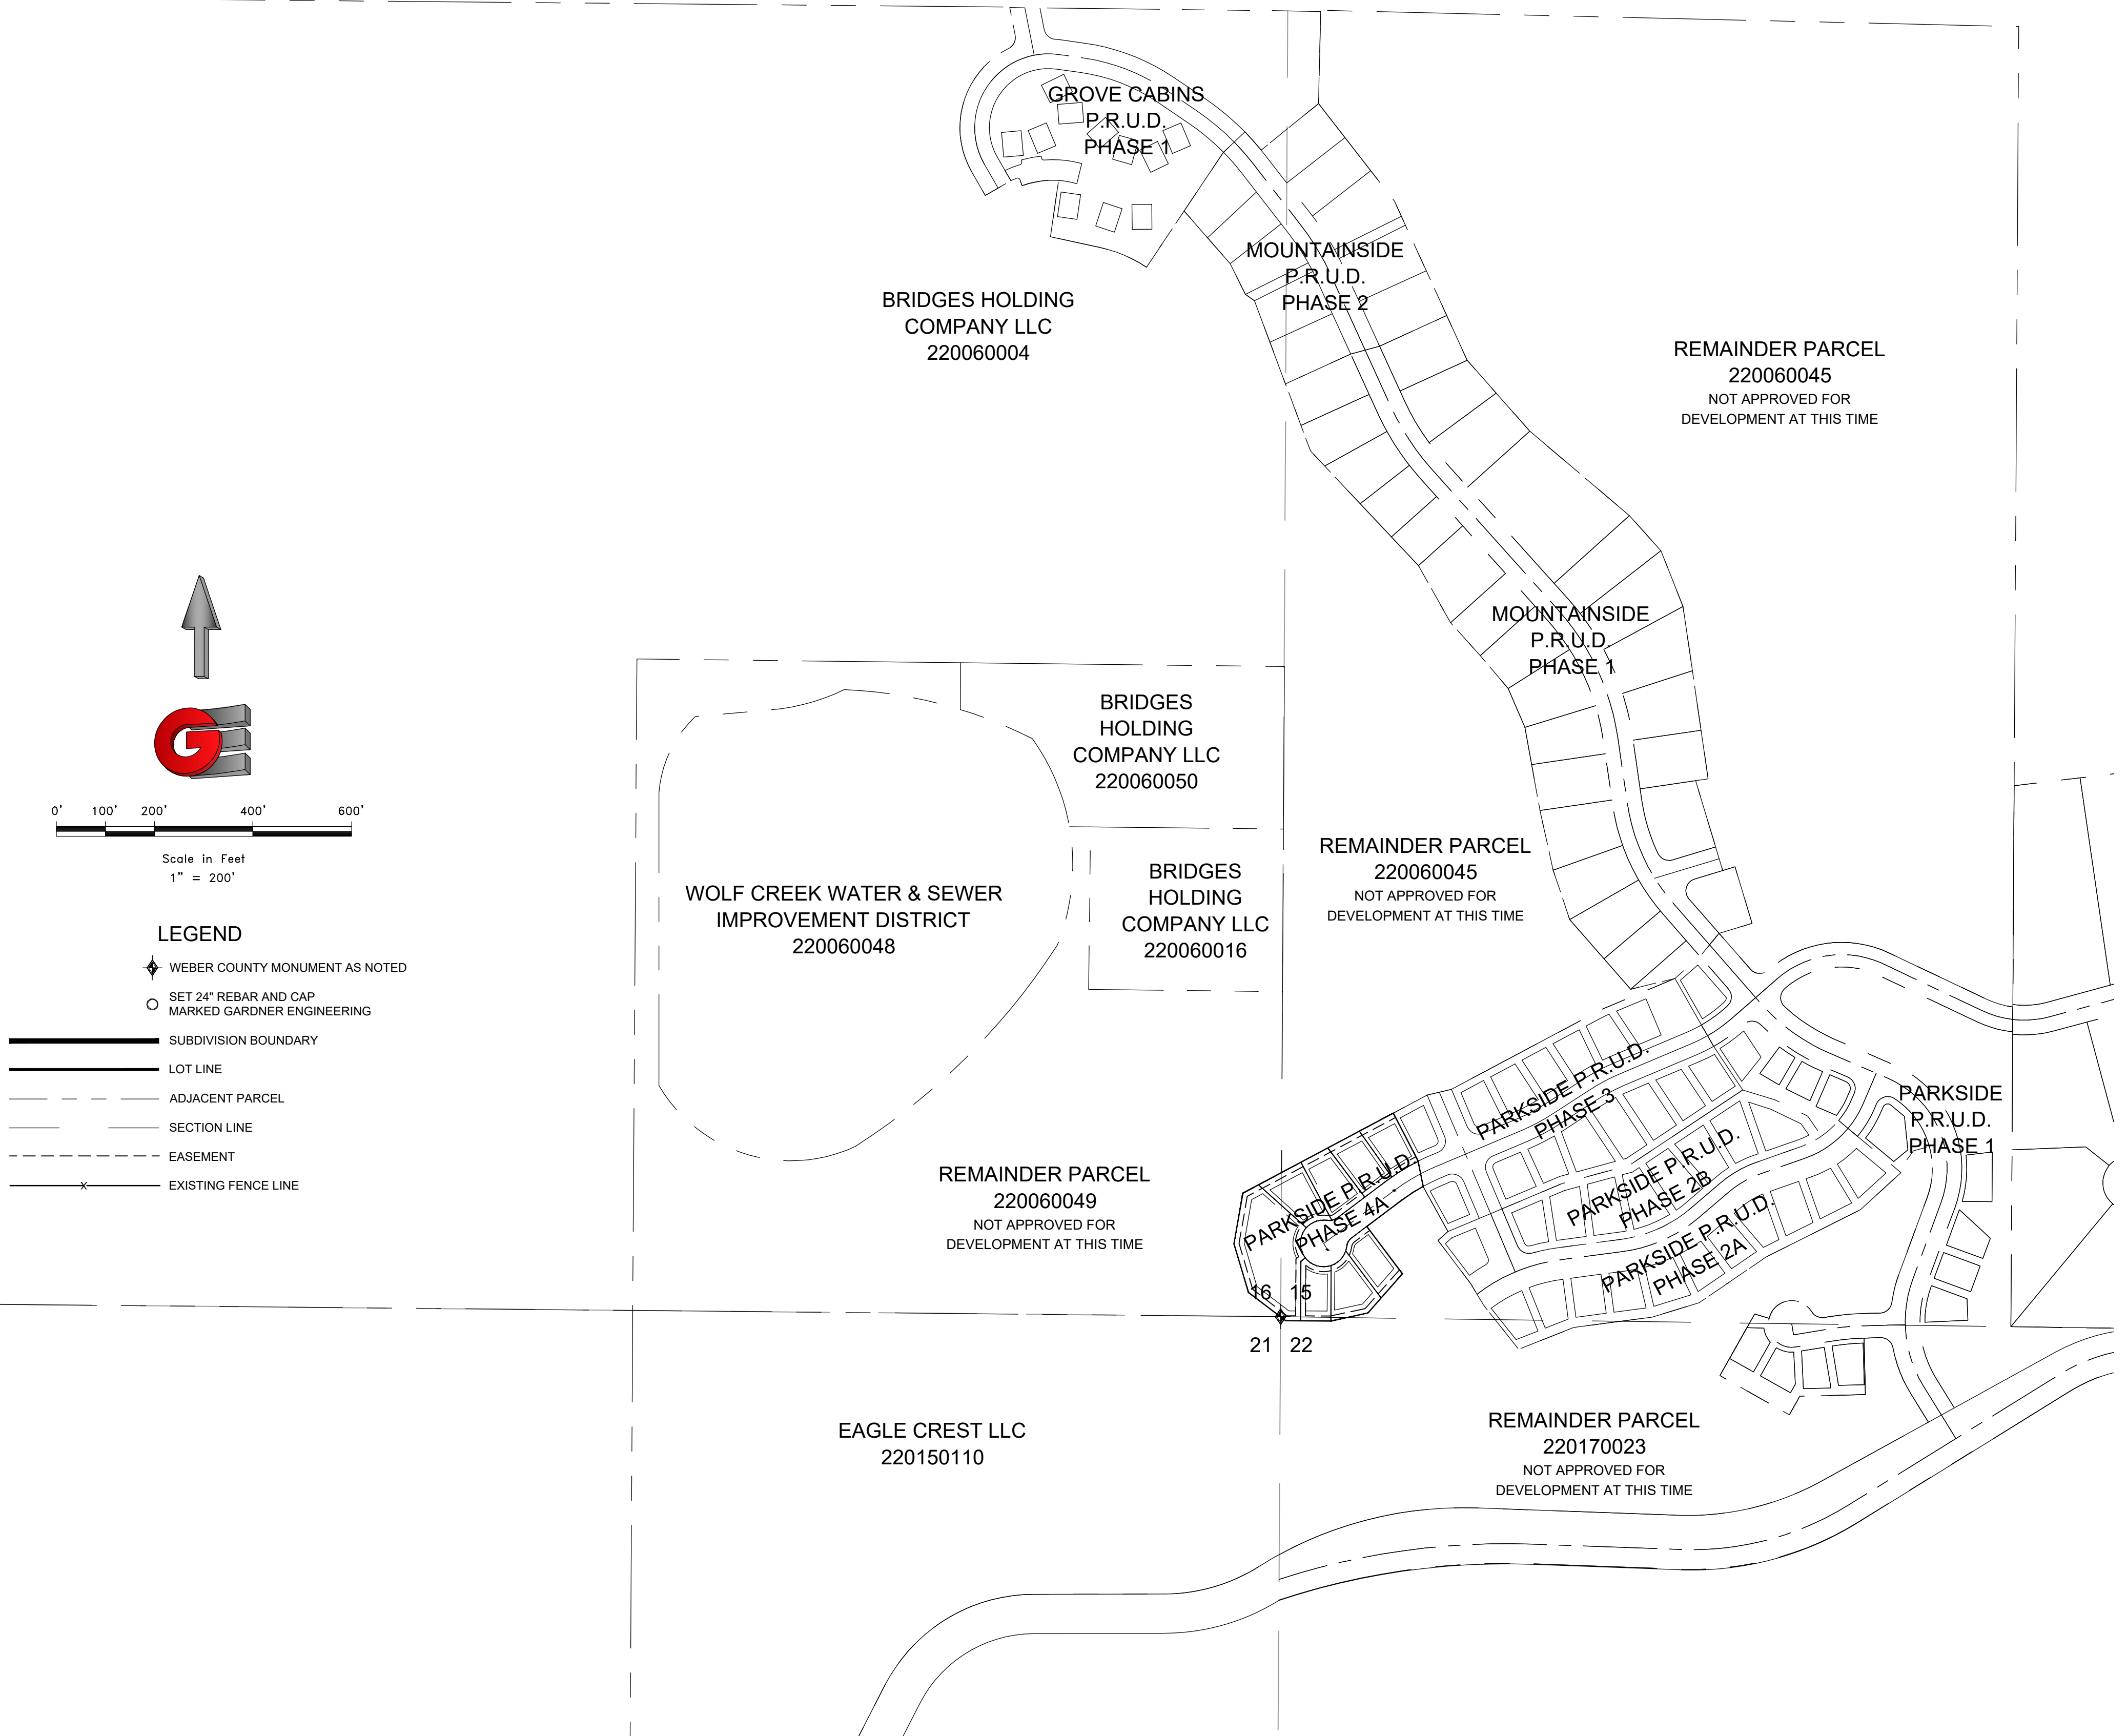 GROVE CABINS
P.R.U.D.
PHASE 1
MOUNTAINSIDE
P.R.U.D.
PHASE 2
BRIDGES HOLDING
COMPANY LLC
220060004
REMAINDER PARCEL
220060045
NOT APPROVED FOR
DEVELOPMENT AT THIS TIME
MOUNTAINSIDE
P.R.U.D.
PHASE 1
BRIDGES
HOLDING
COMPANY LLC
220060050
G
0' 100' 200' 400' 600'
Scale in Feet
1" = 200'
REMAINDER PARCEL
220060045
NOT APPROVED FOR
DEVELOPMENT AT THIS TIME
BRIDGES
HOLDING
COMPANY LLC
220060016
WOLF CREEK WATER & SEWER
IMPROVEMENT DISTRICT
220060048
LEGEND
WEBER COUNTY MONUMENT AS NOTED
SET 24" REBAR AND CAP
MARKED GARDNER ENGINEERING
SUBDIVISION BOUNDARY
LOT LINE
ADJACENT PARCEL
SECTION LINE
EASEMENT
X
EXISTING FENCE LINE
PARKSIDE P.R.U.D.
PHASE 3
PARKSIDE
P.R.U.D.
PHASE 1
PARKSIDE P.R.U.D.
PHASE 2B
PARKSIDE P.R.U.D.
PHASE 2A
PARKSIDE P.R.U.D.
PHASE 4A
REMAINDER PARCEL
220060049
NOT APPROVED FOR
DEVELOPMENT AT THIS TIME
16 15
21 22
EAGLE CREST LLC
220150110
REMAINDER PARCEL
220170023
NOT APPROVED FOR
DEVELOPMENT AT THIS TIME